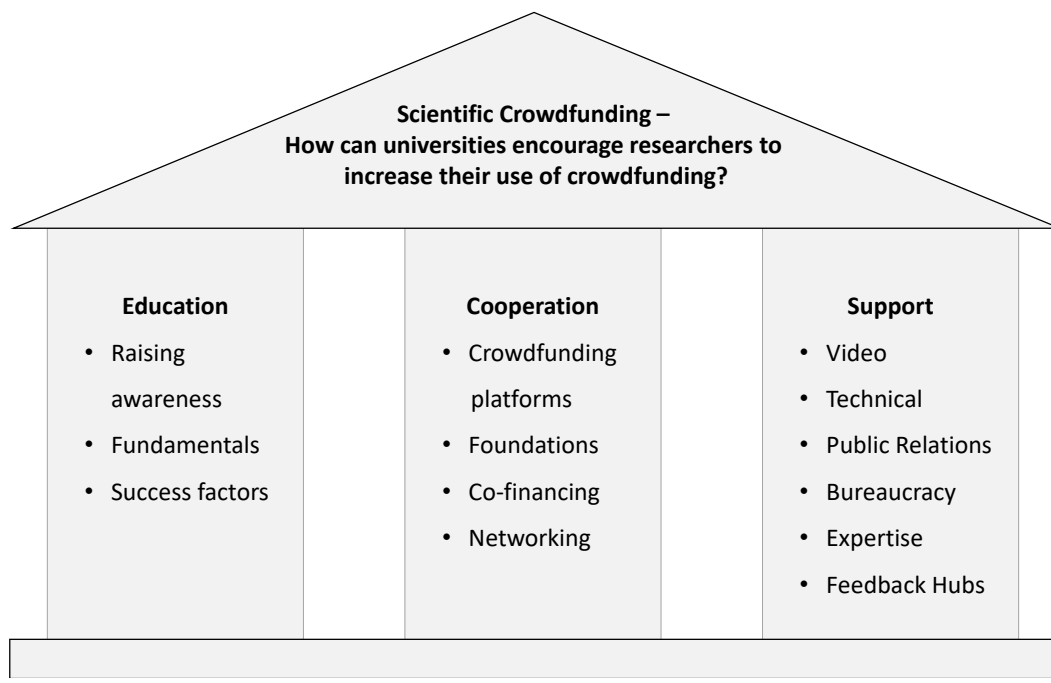 Scientific Crowdfunding –
How can universities encourage researchers to
increase their use of crowdfunding?
Education
• Raising
awareness
• Fundamentals
• Success factors
Cooperation
• Crowdfunding
platforms
• Foundations
• Co-financing
• Networking
Support
• Video
• Technical
• Public Relations
• Bureaucracy
• Expertise
• Feedback Hubs